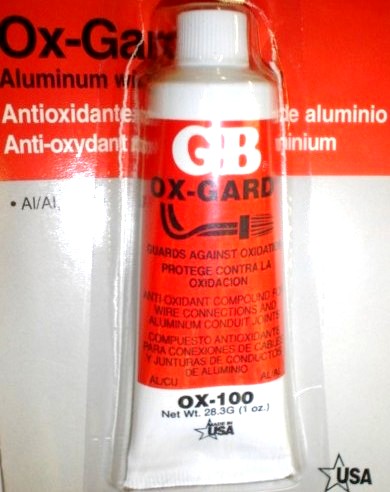 Ox-Gard
Aluminum
Antioxidante de aluminio
Anti-oxydant
• Al/Al
GB
OX-GARD
GUARDS AGAINST OXIDATION
PROTEGE CONTRA LA
OXIDACION
ANTI-OXIDANT COMPOUND FOR
WIRE CONNECTIONS AND
ALUMINUM CONDUIT JOINTS
COMPUESTO ANTIOXIDANTE
PARA CONEXIONES DE CABLES
Y JUNTURAS DE CONDUCTOS
DE ALUMINIO
AL/CU AL/AL
OX-100
Net Wt. 28.3G (1 oz.)
MADE IN
USA
USA